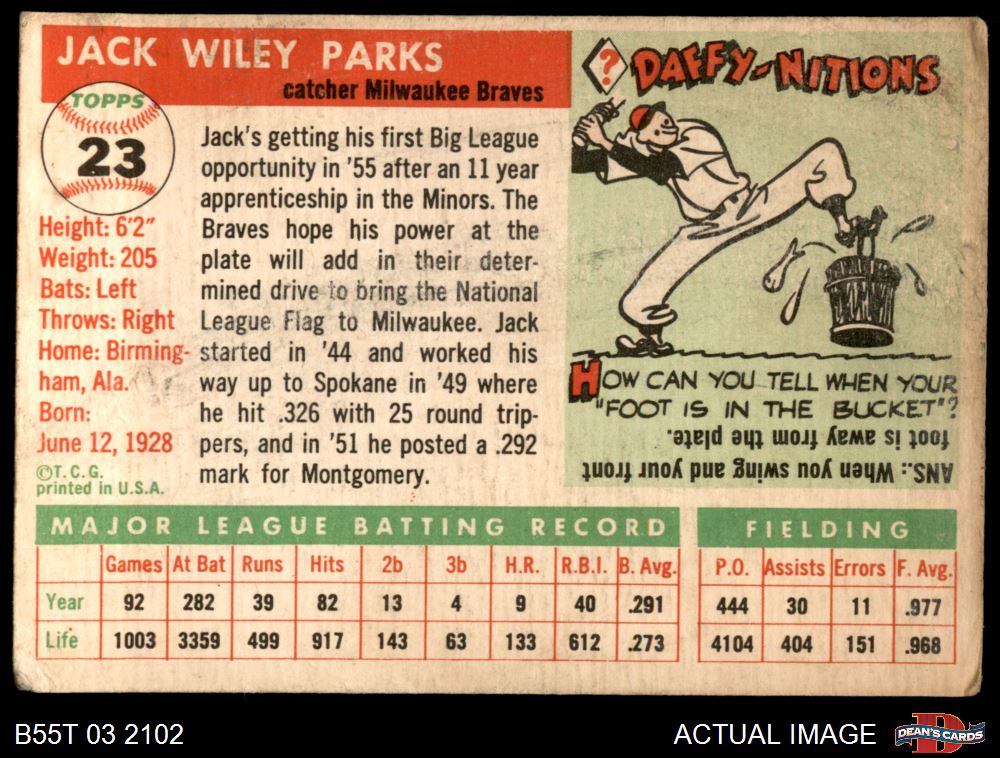 JACK WILEY PARKS
catcher Milwaukee Braves
TOPPS
23
Height: 6'2"
Weight: 205
Bats: Left
Throws: Right
Home: Birming-
ham, Ala.
Born:
June 12, 1928
©T.C.G.
printed in U.S.A.
Jack's getting his first Big League
opportunity in '55 after an 11 year
apprenticeship in the Minors. The
Braves hope his power at the
plate will add in their deter-
mined drive to bring the National
League Flag to Milwaukee. Jack
started in '44 and worked his
way up to Spokane in '49 where
he hit .326 with 25 round trip-
pers, and in '51 he posted a .292
mark for Montgomery.
? DAFFY-NITIONS
HOW CAN YOU TELL WHEN YOUR
"FOOT IS IN THE BUCKET"?
ANS.: When you swing and your front
foot is away from the plate.
MAJOR LEAGUE BATTING RECORD
Games At Bat Runs Hits 2b 3b H.R. R.B.I. B. Avg.
Year 92 282 39 82 13 4 9 40 .291
Life 1003 3359 499 917 143 63 133 612 .273
FIELDING
P.O. Assists Errors F. Avg.
444 30 11 .977
4104 404 151 .968
B55T 03 2102
ACTUAL IMAGE
DEAN'S CARDS